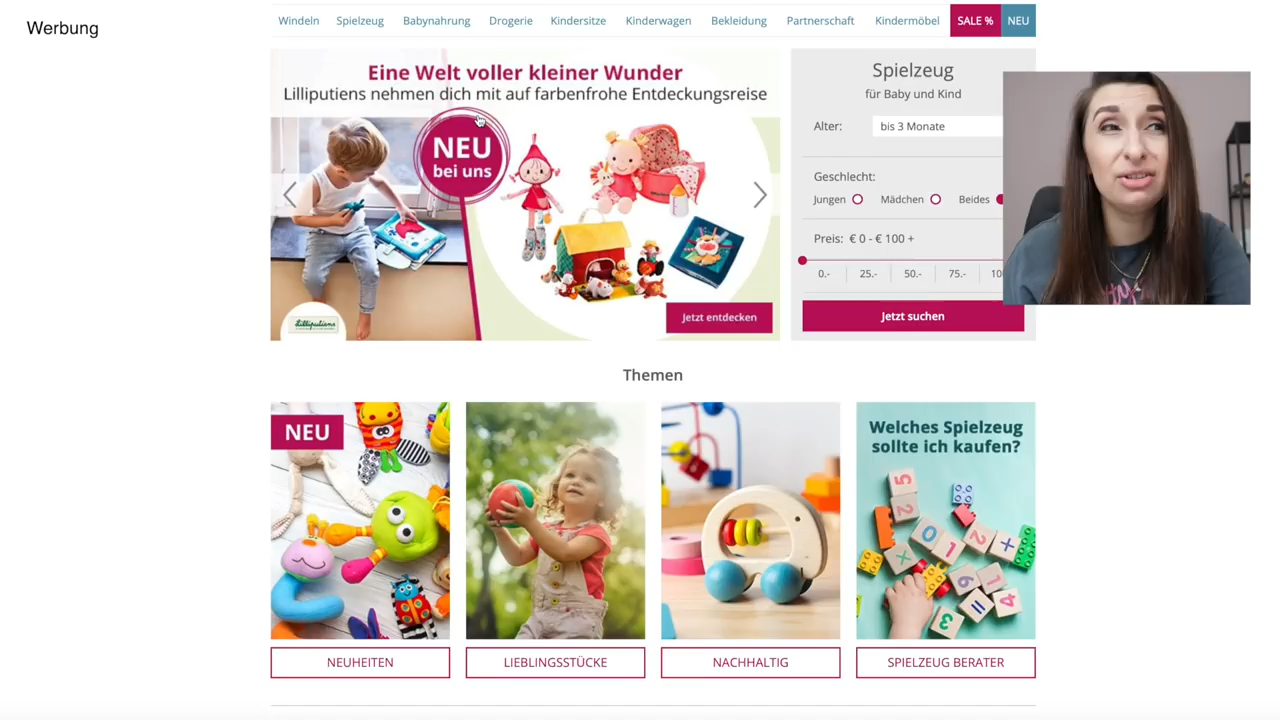 Werbung
Windeln Spielzeug Babynahrung Drogerie Kindersitze Kinderwagen Bekleidung Partnerschaft Kindermöbel SALE % NEU
Eine Welt voller kleiner Wunder
Lilliputiens nehmen dich mit auf farbenfrohe Entdeckungsreise
NEU
bei uns
Lilliputiens
Jetzt entdecken
Spielzeug
für Baby und Kind
Alter: bis 3 Monate
Geschlecht:
Jungen Mädchen Beides
Preis: € 0 - € 100 +
0.- 25.- 50.- 75.- 10
Jetzt suchen
Themen
NEU
Welches Spielzeug
sollte ich kaufen?
NEUHEITEN LIEBLINGSSTÜCKE NACHHALTIG SPIELZEUG BERATER